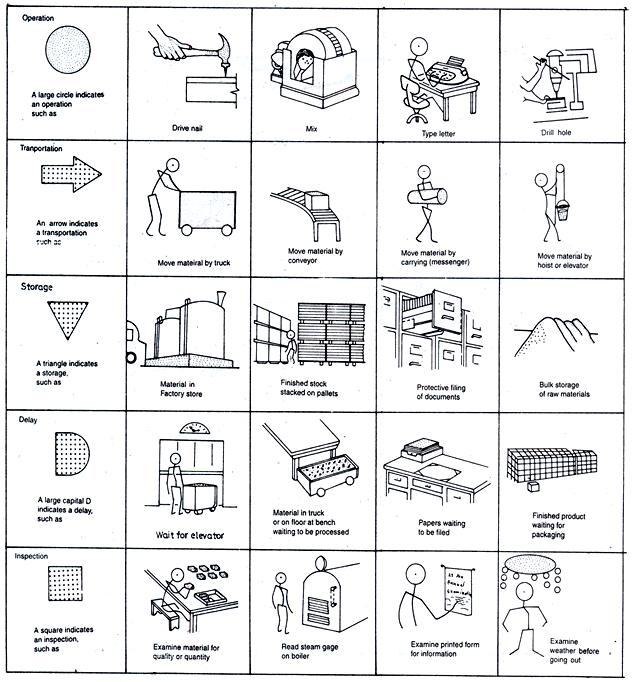 Operation
A large circle indicates
an operation
such as
Drive nail
Mix
Type letter
Drill hole
Tranportation
An arrow indicates
a transportation
such as
Move mateiral by truck
Move material by
conveyor
Move material by
carrying (messenger)
Move material by
hoist or elevator
Storage
A triangle indicates
a storage,
such as
Material in
Factory store
Finished stock
stacked on pallets
Protective filing
of documents
Bulk storage
of raw materials
Delay
A large capital D
indicates a delay,
such as
Wait for elevator
Material in truck
or on floor at bench
waiting to be processed
Papers waiting
to be filed
Finished product
waiting for
packaging
Inspection
A square indicates
an inspection,
such as
Examine material for
quality or quantity
Read steam gage
on boiler
Examine printed form
for information
Examine
weather before
going out